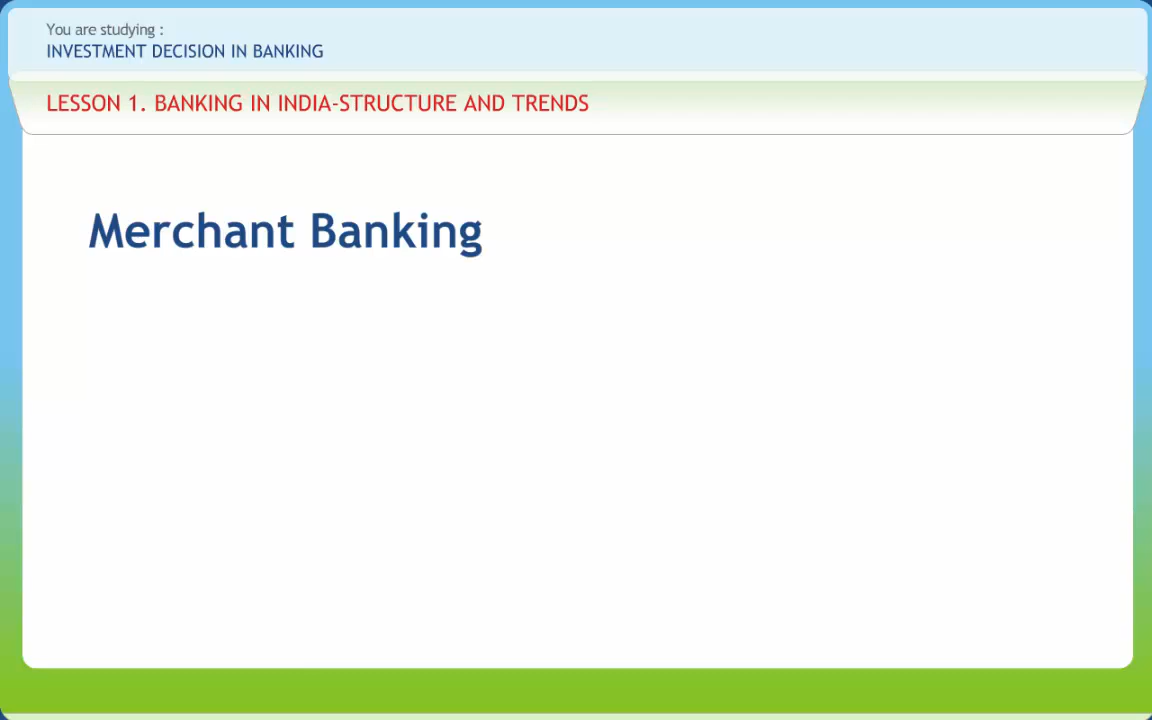 You are studying :
INVESTMENT DECISION IN BANKING
LESSON 1. BANKING IN INDIA-STRUCTURE AND TRENDS
Merchant Banking